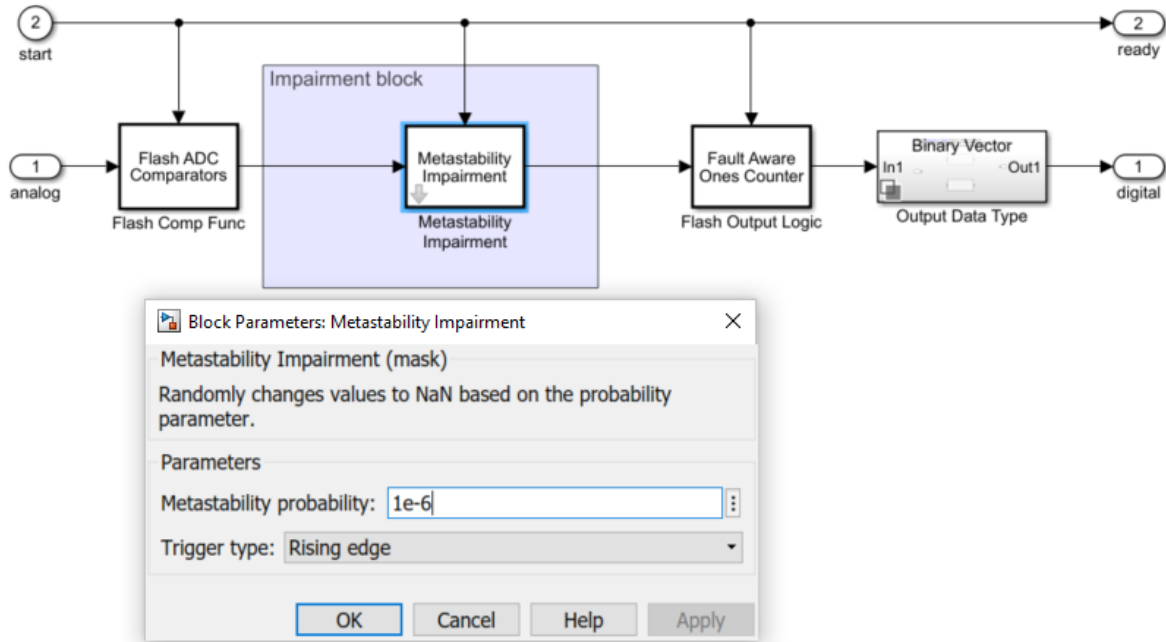 2
start
2
ready
Impairment block
1
analog
Flash ADC
Comparators
Flash Comp Func
Metastability
Impairment
Metastability
Impairment
Fault Aware
Ones Counter
Flash Output Logic
Binary Vector
In1
Out1
Output Data Type
1
digital
Block Parameters: Metastability Impairment
Metastability Impairment (mask)
Randomly changes values to NaN based on the probability
parameter.
Parameters
Metastability probability: 1e-6
Trigger type: Rising edge
OK Cancel Help Apply